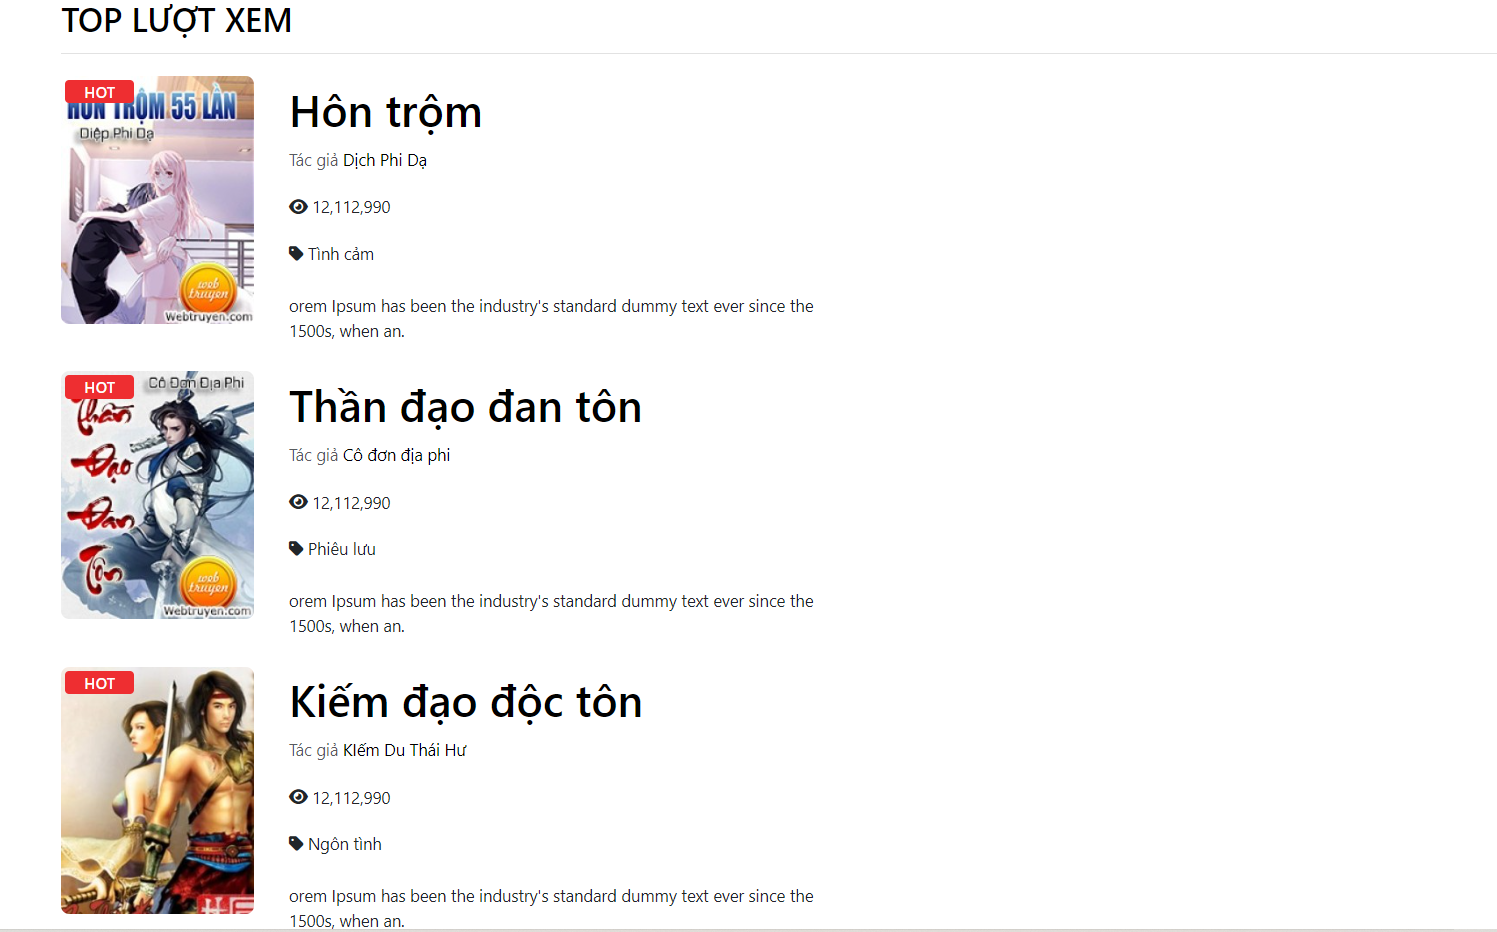 TOP LƯỢT XEM
HOT
HÔN TRỘM 55 LẦN
Diệp Phi Dạ
web
truyen
Webtruyen.com
Hôn trộm
Tác giả Dịch Phi Dạ
12,112,990
Tình cảm
orem Ipsum has been the industry's standard dummy text ever since the
1500s, when an.
HOT
Cô Đơn Địa Phi
Thần
Đạo
Đan
Tôn
web
truyen
Webtruyen.com
Thần đạo đan tôn
Tác giả Cô đơn địa phi
12,112,990
Phiêu lưu
orem Ipsum has been the industry's standard dummy text ever since the
1500s, when an.
HOT
Kiếm đạo độc tôn
Tác giả KIếm Du Thái Hư
12,112,990
Ngôn tình
orem Ipsum has been the industry's standard dummy text ever since the
1500s, when an.